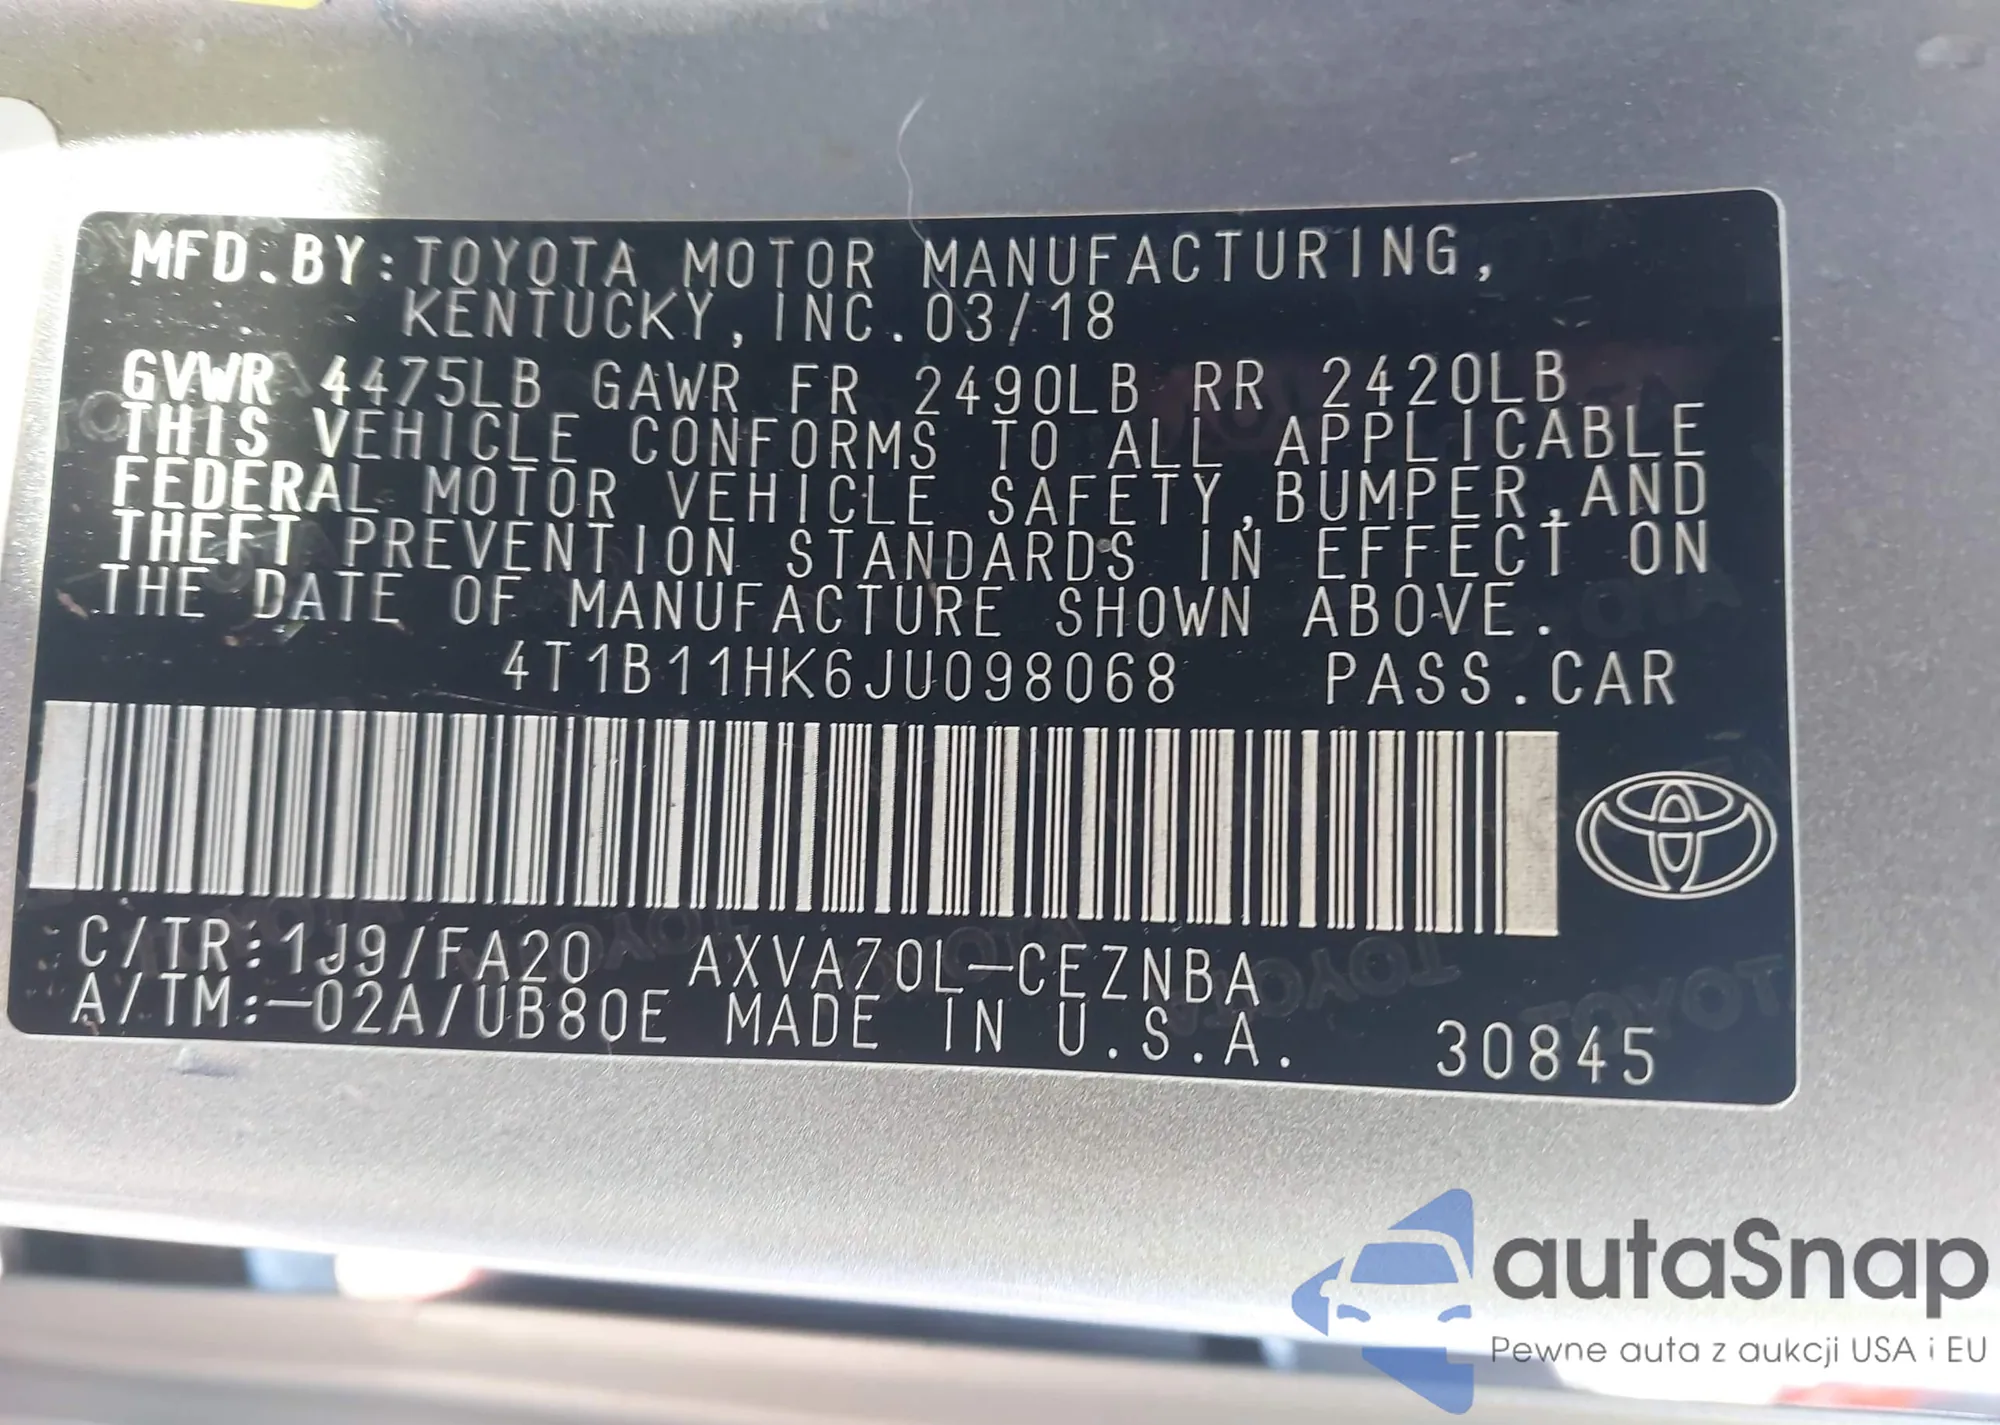 MFD.BY:TOYOTA MOTOR MANUFACTURING,
KENTUCKY,INC.03/18
GVWR 4475LB GAWR FR 2490LB RR 2420LB
THIS VEHICLE CONFORMS TO ALL APPLICABLE
FEDERAL MOTOR VEHICLE SAFETY,BUMPER,AND
THEFT PREVENTION STANDARDS IN EFFECT ON
THE DATE OF MANUFACTURE SHOWN ABOVE.
4T1B11HK6JU098068 PASS.CAR
C/TR:1J9/FA20 AXVA70L-CEZNBA
A/TM:-02A/UB80E MADE IN U.S.A. 30845
autaSnap
Pewne auta z aukcji USA i EU